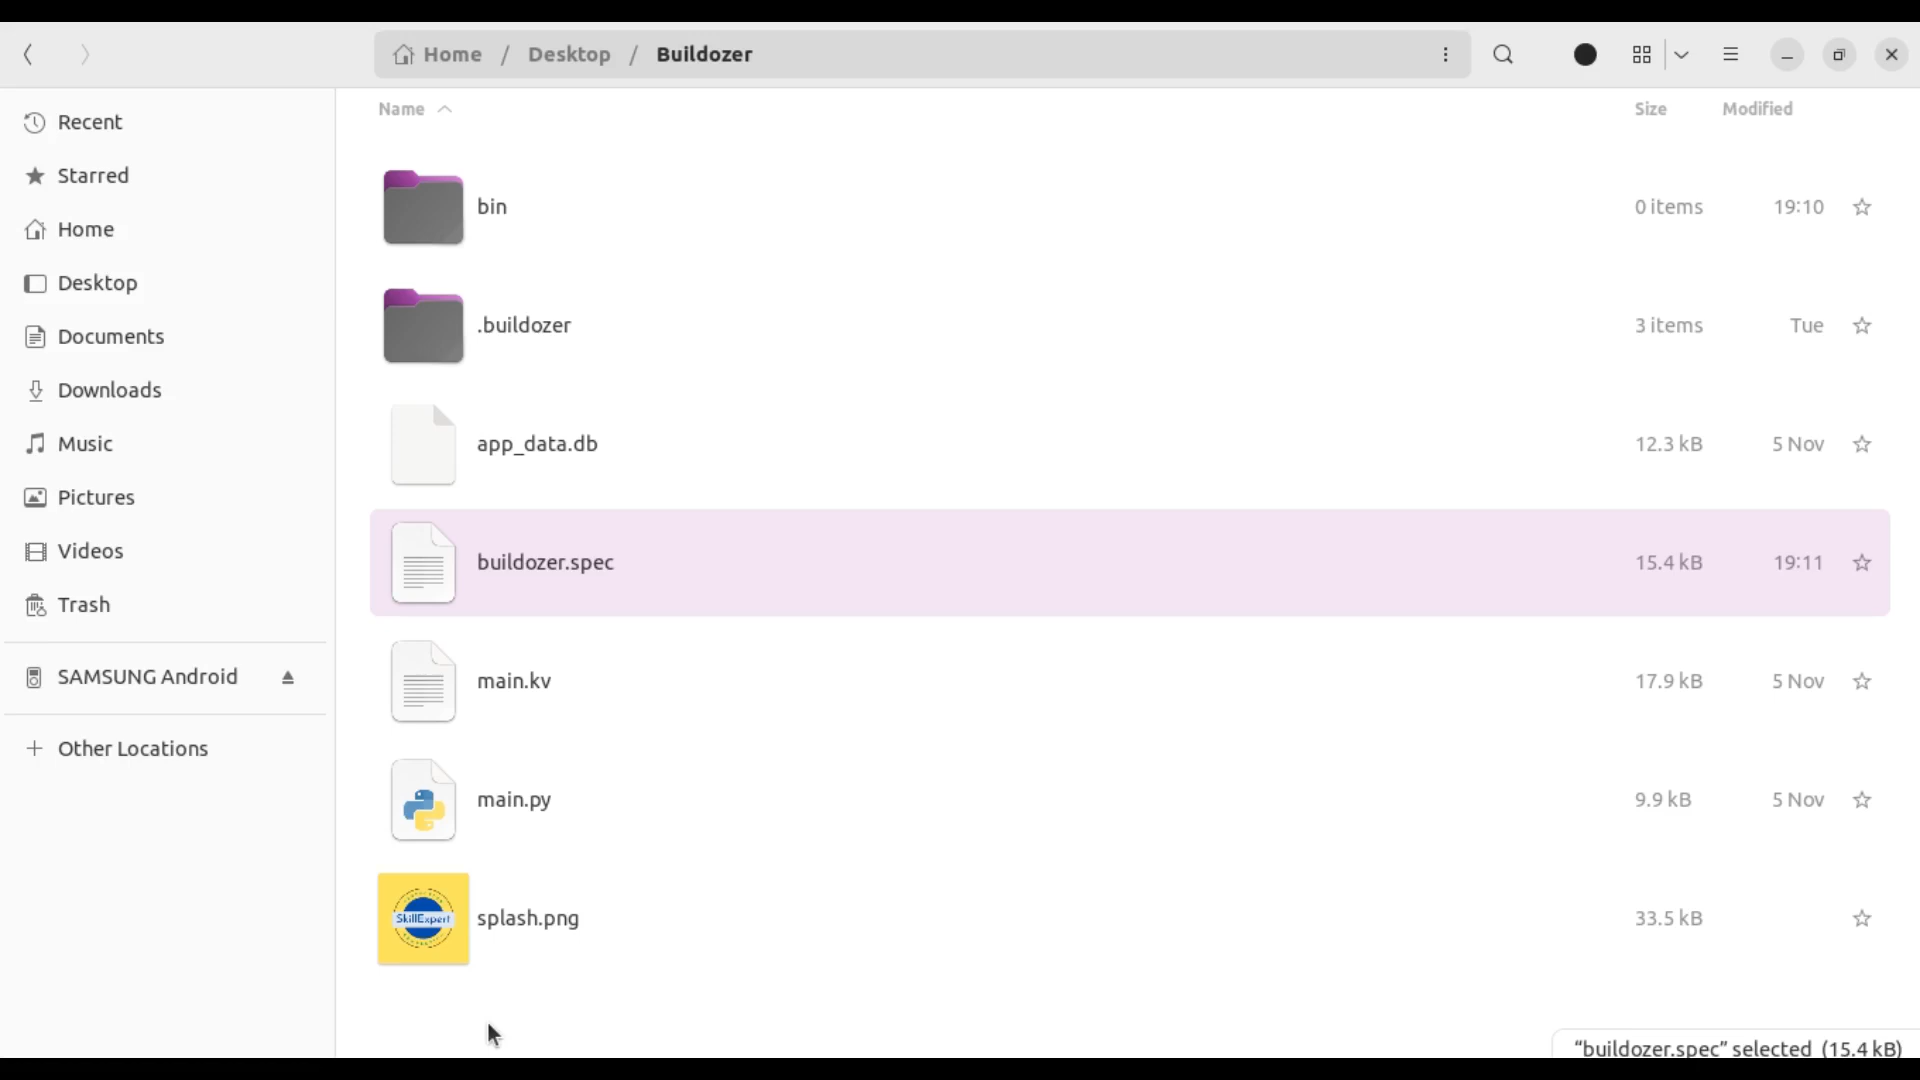 Home / Desktop / Buildozer
Recent
Starred
Home
Desktop
Documents
Downloads
Music
Pictures
Videos
Trash
SAMSUNG Android
+ Other Locations
Name Size Modified
bin 0 items 19:10
.buildozer 3 items Tue
app_data.db 12.3 kB 5 Nov
buildozer.spec 15.4 kB 19:11
main.kv 17.9 kB 5 Nov
main.py 9.9 kB 5 Nov
SkillExpert
splash.png 33.5 kB
“buildozer.spec” selected (15.4 kB)